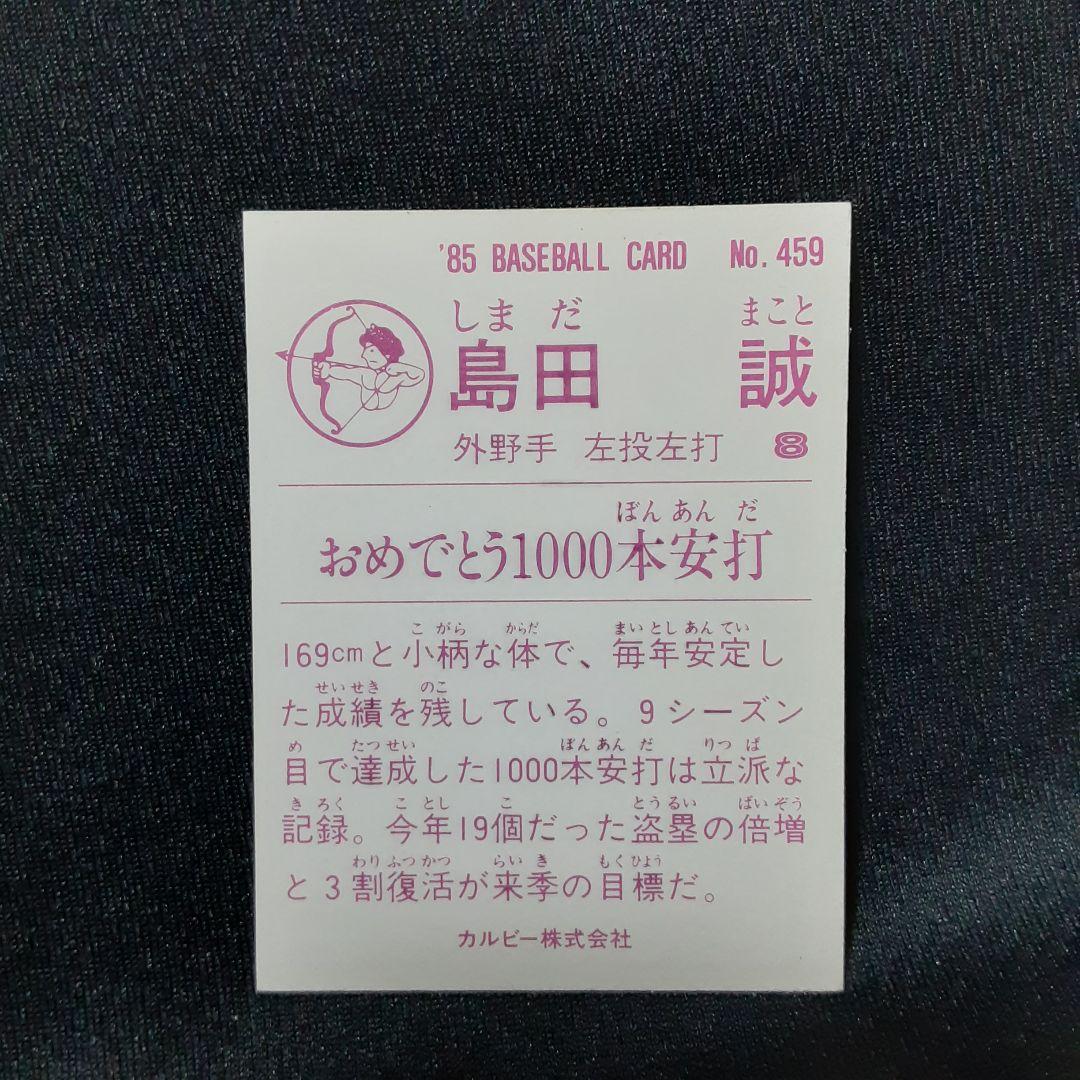 '85 BASEBALL CARD No. 459
しま だ まこと
島田 誠
外野手 左投左打 8
ぼん あん だ
おめでとう1000本安打
こ がら からだ まい とし あん てい
169cmと小柄な体で、毎年安定し
せい せき のこ
た成績を残している。9シーズン
め たっ せい ぼん あん だ りっ ぱ
目で達成した1000本安打は立派な
き ろく こ とし こ とう るい ばい ぞう
記録。今年19個だった盗塁の倍増
わり ふっ かつ らい き もく ひょう
と3割復活が来季の目標だ。
カルビー株式会社